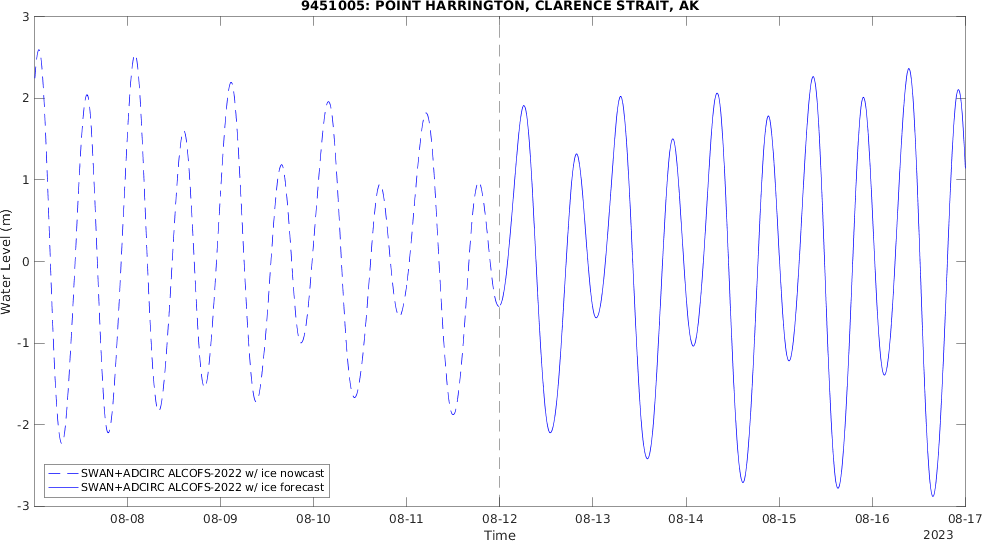 9451005: POINT HARRINGTON, CLARENCE STRAIT, AK
3
2
1
0
-1
-2
-3
Water Level (m)
SWAN+ADCIRC ALCOFS-2022 w/ ice nowcast
SWAN+ADCIRC ALCOFS-2022 w/ ice forecast
08-08 08-09 08-10 08-11 08-12 08-13 08-14 08-15 08-16 08-17
Time
2023